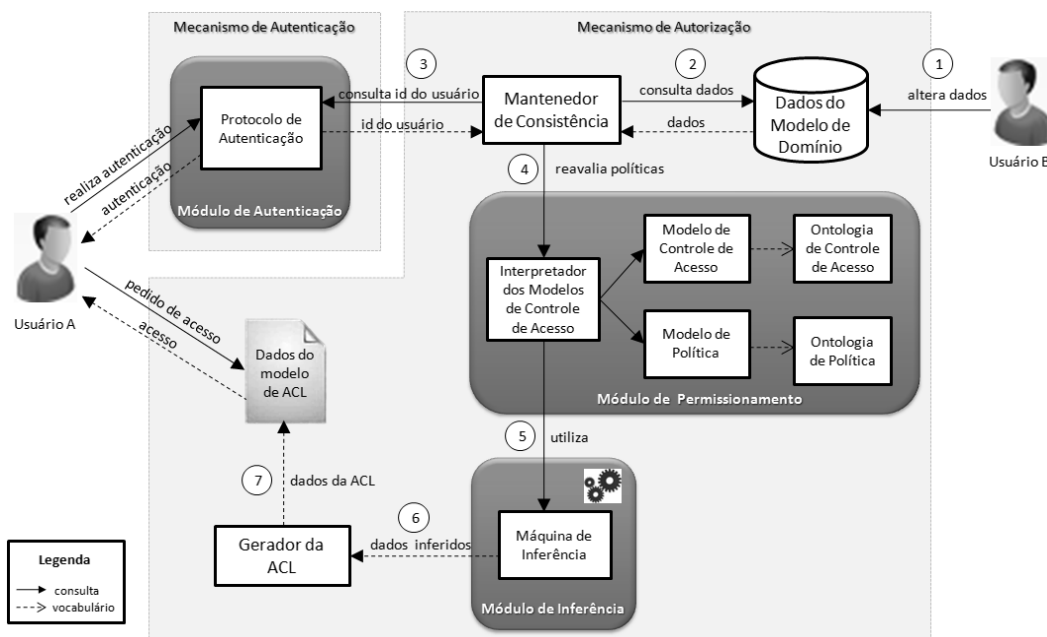 Mecanismo de Autenticação
Mecanismo de Autorização
3
2
1
consulta id do usuário
consulta dados
altera dados
Protocolo de
Autenticação
id do usuário
Mantenedor
de Consistência
dados
Dados do
Modelo de
Domínio
Usuário B
realiza autenticação
autenticação
Módulo de Autenticação
4
reavalia políticas
Usuário A
Interpretador
dos Modelos
de Controle
de Acesso
Modelo de
Controle de
Acesso
Ontologia
de Controle
de Acesso
Modelo de
Política
Ontologia
de Política
Módulo de Permissionamento
pedido de acesso
acesso
Dados do
modelo
de ACL
5
utiliza
7
dados da ACL
6
dados inferidos
Gerador da
ACL
Máquina de
Inferência
Módulo de Inferência
Legenda
consulta
vocabulário